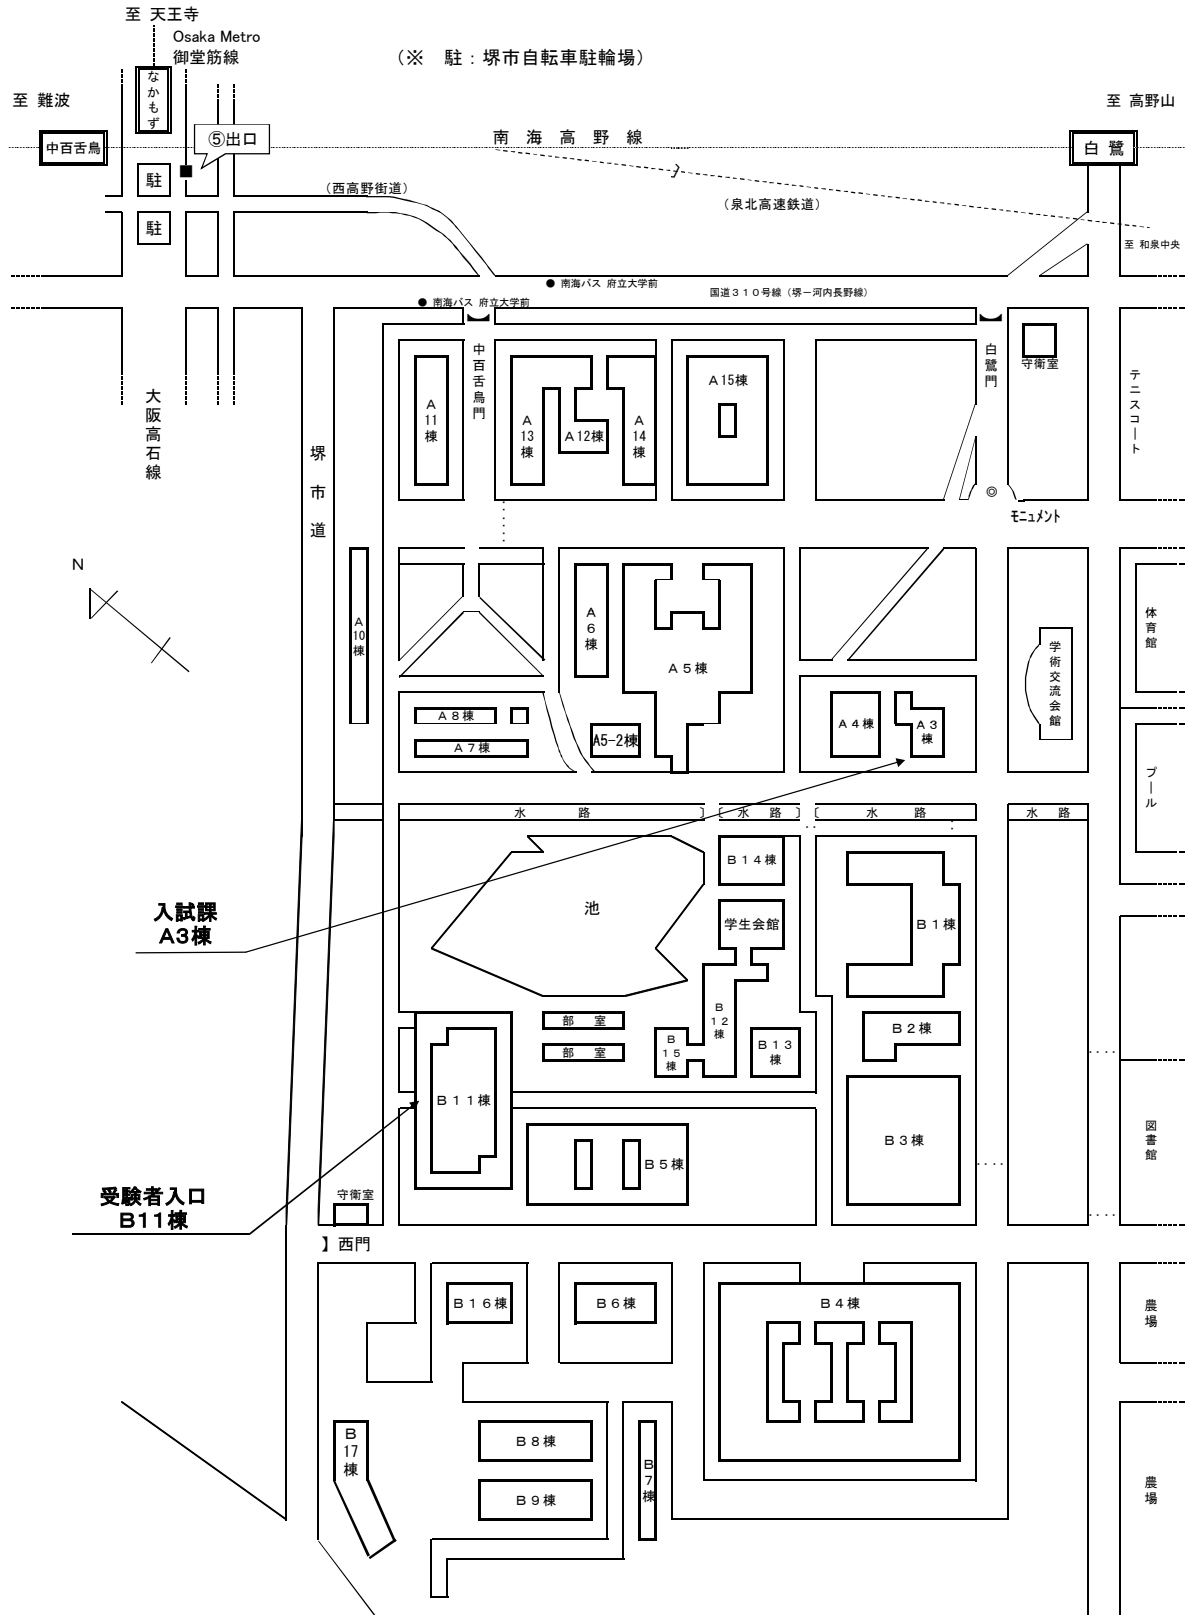 至 天王寺
Osaka Metro
御堂筋線
（※　駐：堺市自転車駐輪場）
なかもず
至 難波
至 高野山
⑤出口
中百舌鳥
南 海 高 野 線
白 鷺
駐
（西高野街道）
（泉北高速鉄道）
駐
至 和泉中央
● 南海バス 府立大学前
国道３１０号線（堺－河内長野線）
● 南海バス 府立大学前
中百舌鳥門
白鷺門
守衛室
A11棟
A13棟
A12棟
A14棟
A15棟
テニスコート
大阪高石線
堺市道
◎
モニュメント
N
A10棟
A6棟
A5棟
学術交流会館
体育館
A8棟
A7棟
A5-2棟
A4棟
A3棟
プール
水　路
水　路
水　路
水　路
B14棟
池
学生会館
B1棟
入試課
A3棟
部　室
部　室
B12棟
B15棟
B13棟
B2棟
B11棟
B5棟
B3棟
図書館
受験者入口
B11棟
守衛室
】西門
B16棟
B6棟
B4棟
農場
B17棟
B8棟
B7棟
B9棟
農場